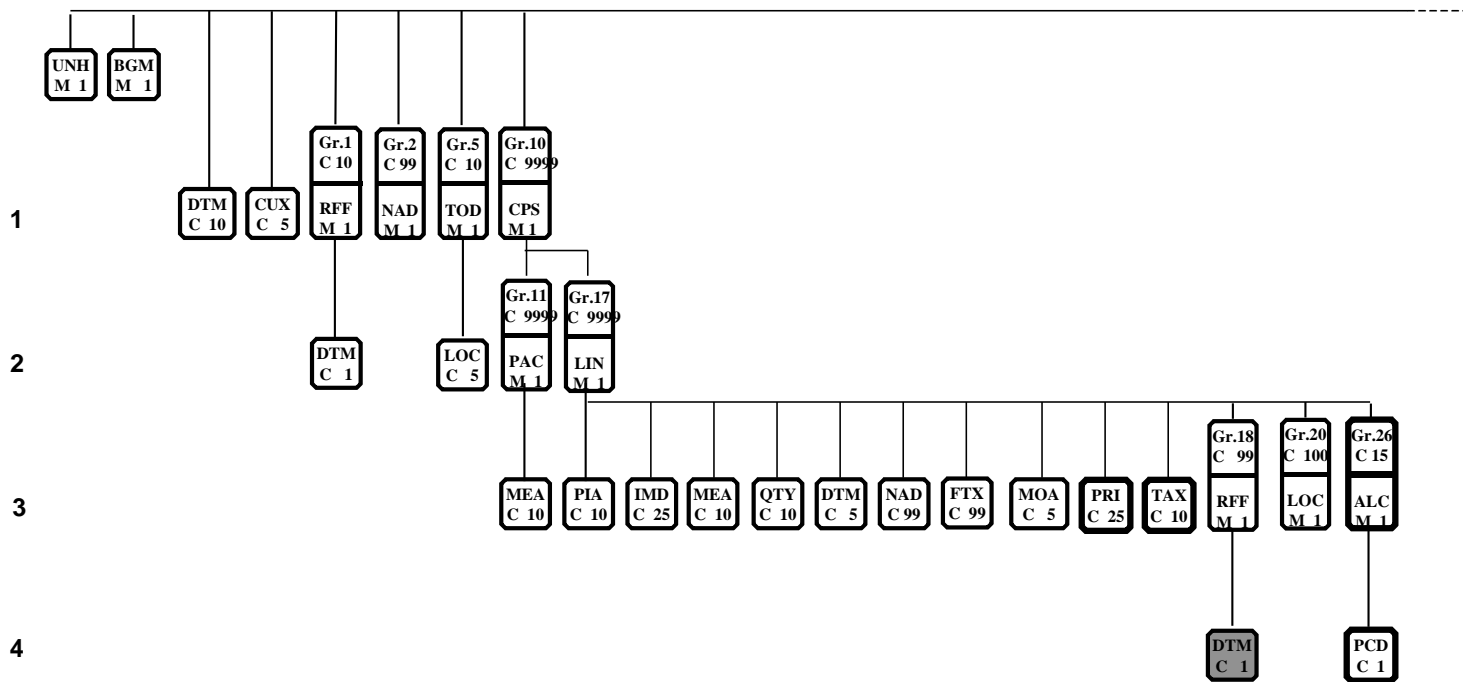 UNH
M 1
BGM
M 1
Gr.1
C 10
Gr.2
C 99
Gr.5
C 10
Gr.10
C 9999
1
DTM
C 10
CUX
C 5
RFF
M 1
NAD
M 1
TOD
M 1
CPS
M 1
Gr.11
C 9999
Gr.17
C 9999
2
DTM
C 1
LOC
C 5
PAC
M 1
LIN
M 1
Gr.18
C 99
Gr.20
C 100
Gr.26
C 15
3
MEA
C 10
PIA
C 10
IMD
C 25
MEA
C 10
QTY
C 10
DTM
C 5
NAD
C 99
FTX
C 99
MOA
C 5
PRI
C 25
TAX
C 10
RFF
M 1
LOC
M 1
ALC
M 1
4
DTM
C 1
PCD
C 1